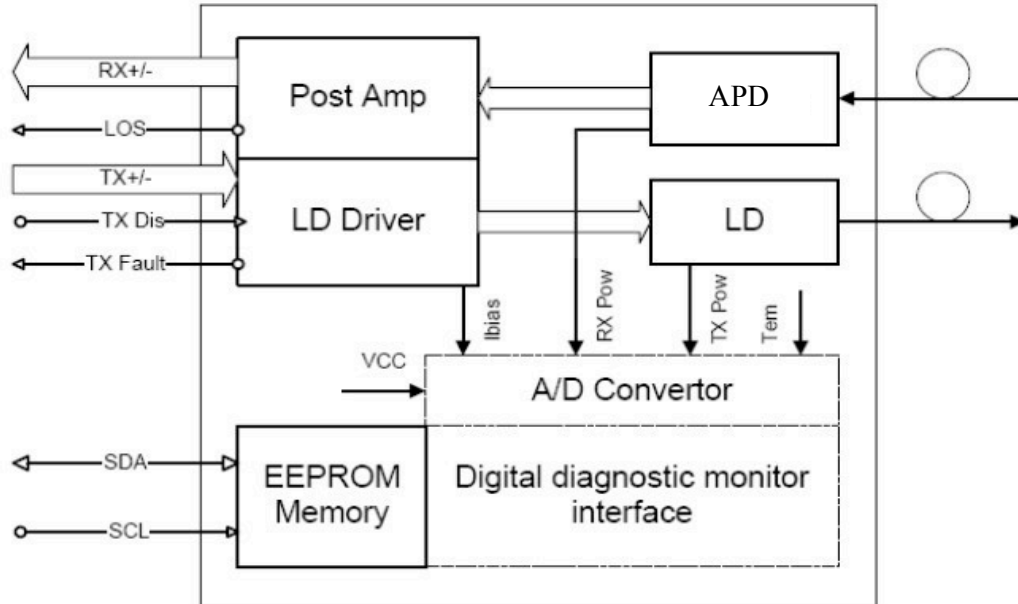 RX+/-
Post Amp
APD
LOS
TX+/-
TX Dis
LD Driver
LD
TX Fault
Ibias
RX Pow
TX Pow
Tem
VCC
A/D Convertor
SDA
EEPROM
Memory
Digital diagnostic monitor
interface
SCL